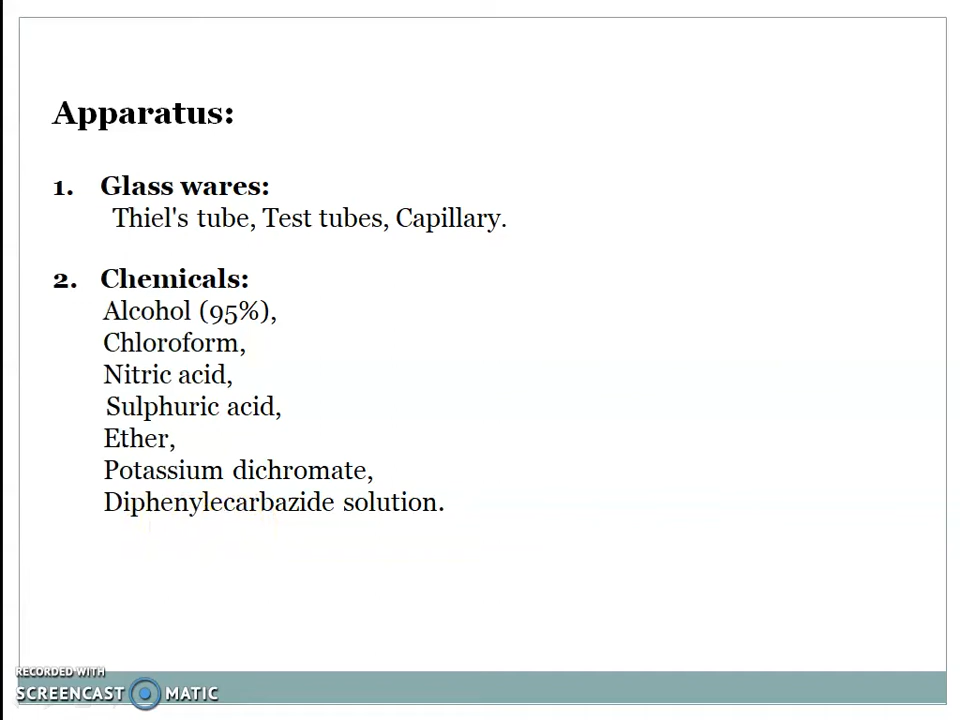 Apparatus:
1. Glass wares:
Thiel's tube, Test tubes, Capillary.
2. Chemicals:
Alcohol (95%),
Chloroform,
Nitric acid,
Sulphuric acid,
Ether,
Potassium dichromate,
Diphenylecarbazide solution.
RECORDED WITH
SCREENCAST MATIC